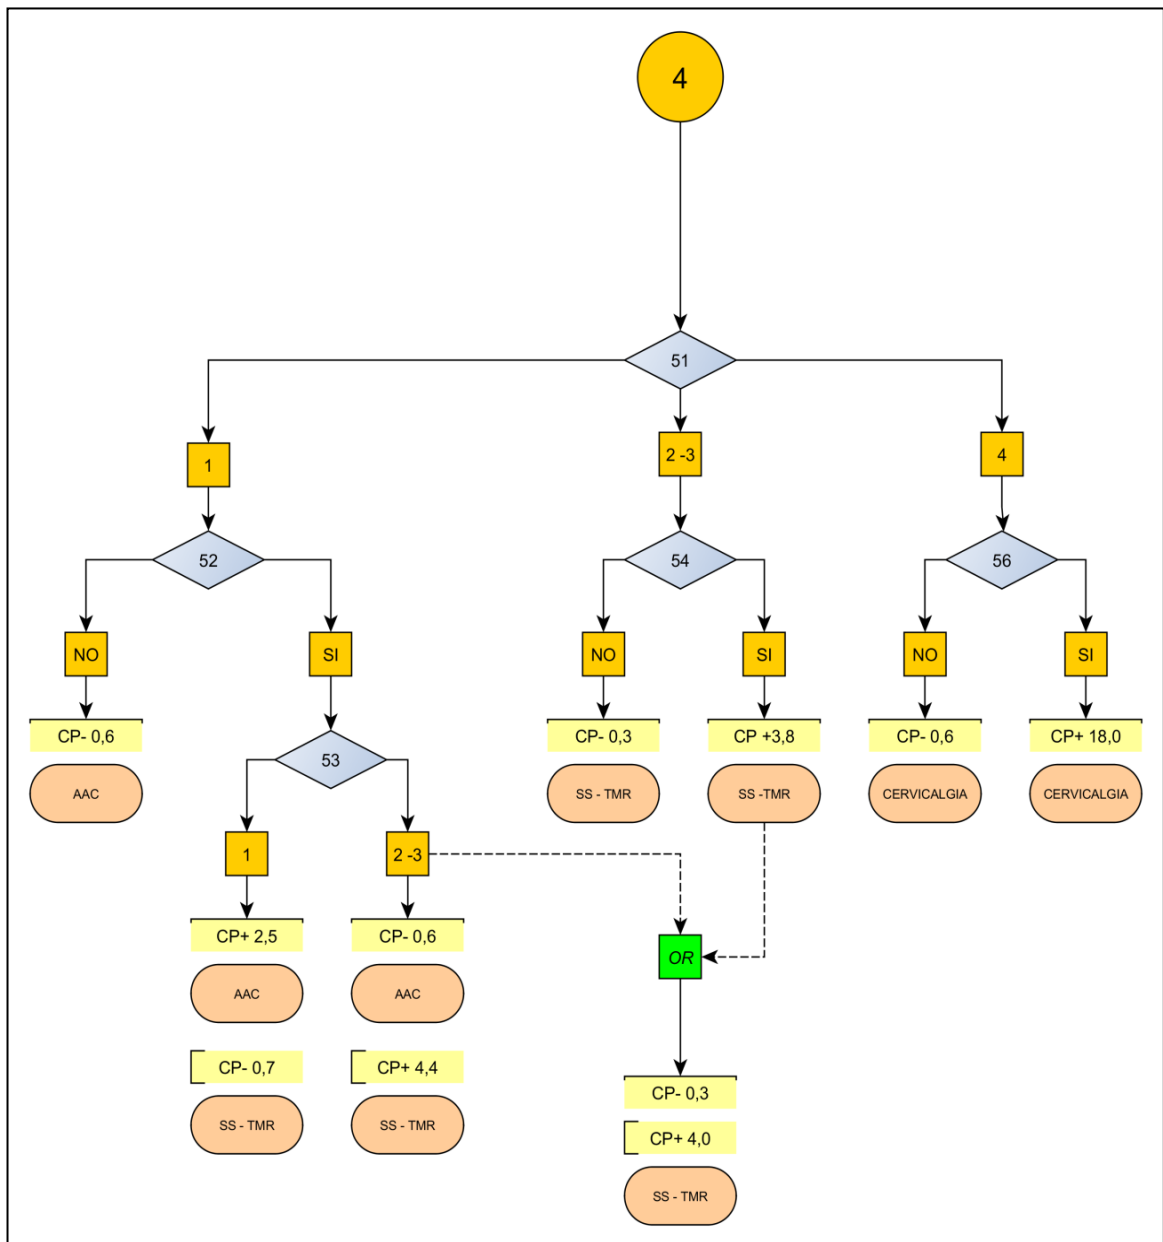 4
51
1
2 -3
4
52
54
56
NO
SI
NO
SI
NO
SI
CP- 0,6
CP- 0,3
CP +3,8
CP- 0,6
CP+ 18,0
53
AAC
SS - TMR
SS -TMR
CERVICALGIA
CERVICALGIA
1
2 -3
CP+ 2,5
CP- 0,6
OR
AAC
AAC
CP- 0,7
CP+ 4,4
CP- 0,3
SS - TMR
SS - TMR
CP+ 4,0
SS - TMR